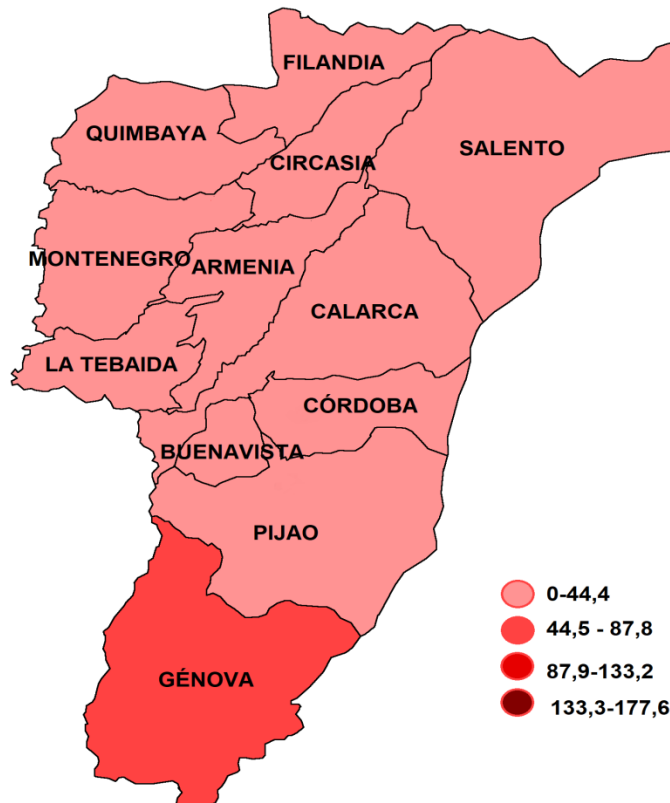 FILANDIA
QUIMBAYA
SALENTO
CIRCASIA
MONTENEGRO
ARMENIA
CALARCA
LA TEBAIDA
CÓRDOBA
BUENAVISTA
PIJAO
GÉNOVA
0-44,4
44,5 - 87,8
87,9-133,2
133,3-177,6